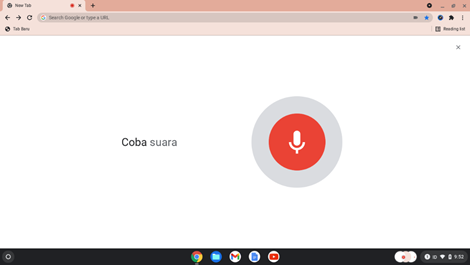 New Tab
Search Google or type a URL
Tab Baru
Reading list
Coba suara
9:52